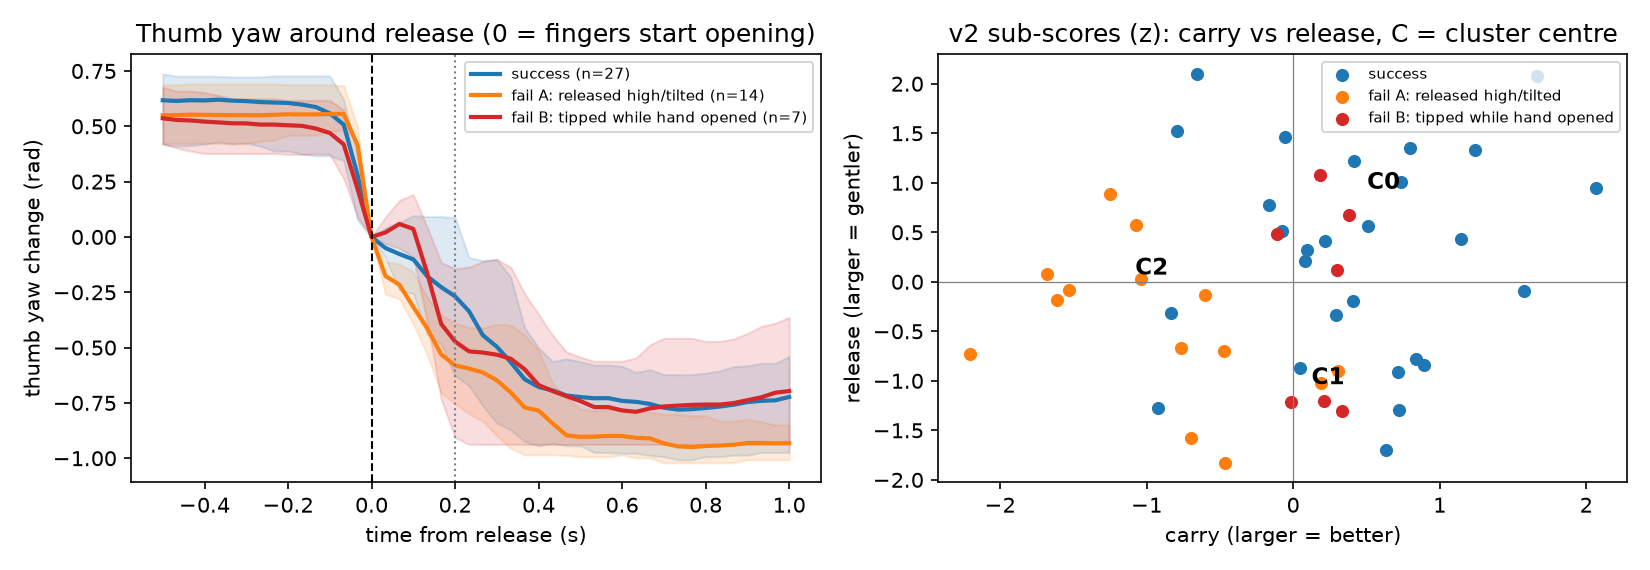 Thumb yaw around release (0 = fingers start opening)
thumb yaw change (rad)
0.75
0.50
0.25
0.00
−0.25
−0.50
−0.75
−1.00
success (n=27)
fail A: released high/tilted (n=14)
fail B: tipped while hand opened (n=7)
−0.4
−0.2
0.0
0.2
0.4
0.6
0.8
1.0
time from release (s)
v2 sub-scores (z): carry vs release, C = cluster centre
release (larger = gentler)
2.0
1.5
1.0
0.5
0.0
−0.5
−1.0
−1.5
−2.0
success
fail A: released high/tilted
fail B: tipped while hand opened
C0
C2
C1
−2
−1
0
1
2
carry (larger = better)